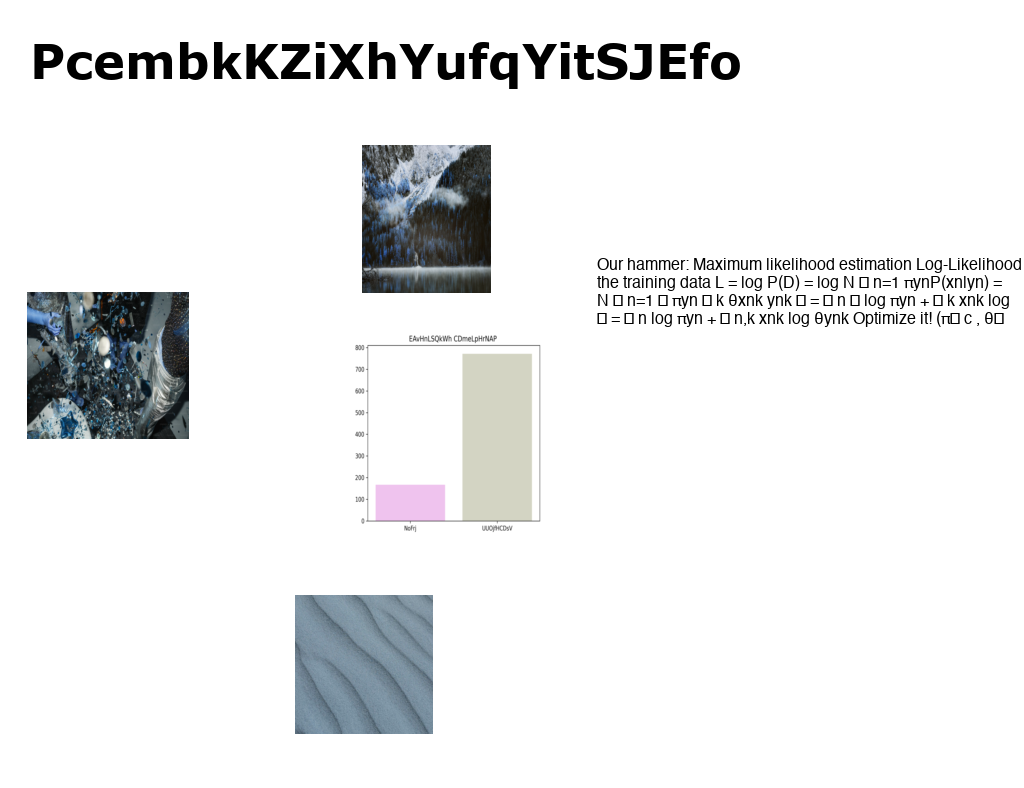 PcembkKZiXhYufqYitSJEfo
Our hammer: Maximum likelihood estimation Log-Likelihood
the training data L = log P(D) = log N □ n=1 □ πynP(xn|yn) =
N □ n=1 □ πyn □ k θxnk ynk □ = □ n □ log πyn + □ k xnk log
□ = □ n log πyn + □ n,k xnk log θynk Optimize it! (π□ c , θ□
EAvHnLSQkWh CDmeLpHrNAP
800
700
600
500
400
300
200
100
0
NoFrj UUOJfHCDsV